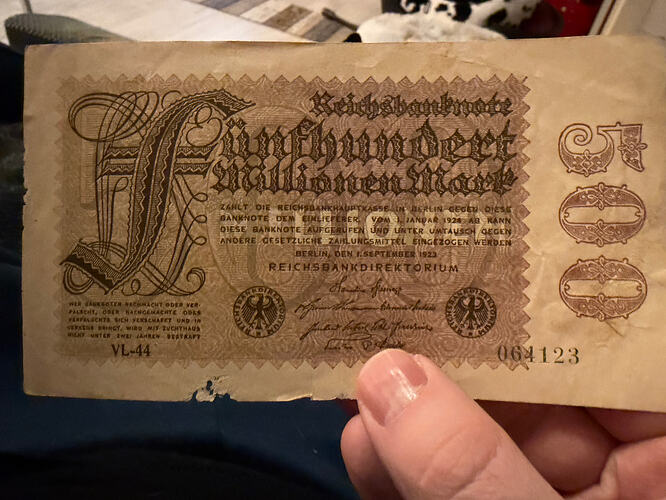 Reichsbanknote
Fünfhundert
Millionen Mark
ZAHLT DIE REICHSBANKHAUPTKASSE IN BERLIN GEGEN DIESE
BANKNOTE DEM EINLIEFERER. VOM 1. JANUAR 1924 AB KANN
DIESE BANKNOTE AUFGERUFEN UND UNTER UMTAUSCH GEGEN
ANDERE GESETZLICHE ZAHLUNGSMITTEL EINGEZOGEN WERDEN
BERLIN, DEN 1. SEPTEMBER 1923
REICHSBANKDIREKTORIUM
WER BANKNOTEN NACHMACHT ODER VER-
FÄLSCHT, ODER NACHGEMACHTE ODER
VERFÄLSCHTE SICH VERSCHAFFT UND IN
VERKEHR BRINGT, WIRD MIT ZUCHTHAUS
NICHT UNTER ZWEI JAHREN BESTRAFT
VL-44
064123
500